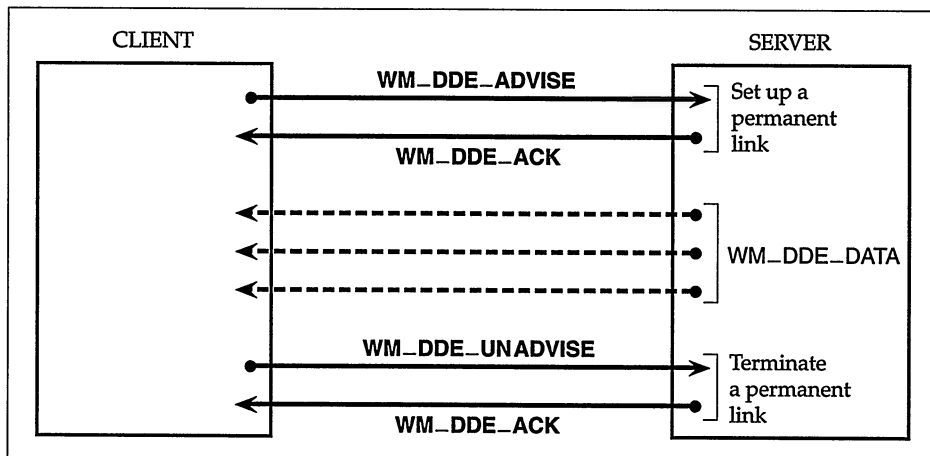 CLIENT
SERVER
WM_DDE_ADVISE
Set up a
permanent
link
WM_DDE_ACK
WM_DDE_DATA
WM_DDE_UNADVISE
Terminate
a permanent
link
WM_DDE_ACK